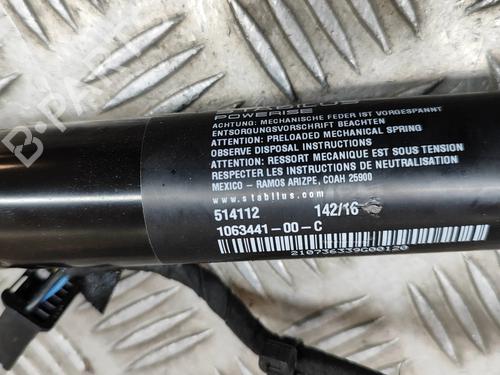 STABILUS
POWERISE
ACHTUNG: MECHANISCHE FEDER IST VORGESPANNT
ENTSORGUNGSVORSCHRIFT BEACHTEN
ATTENTION: PRELOADED MECHANICAL SPRING
OBSERVE DISPOSAL INSTRUCTIONS
ATTENTION: RESSORT MECANIQUE EST SOUS TENSION
RESPECTER LES INSTRUCTIONS DE NEUTRALISATION
MEXICO - RAMOS ARIZPE, COAH 25900
www.stabilus.com
514112 142/16
1063441-00-C
210736339G00120